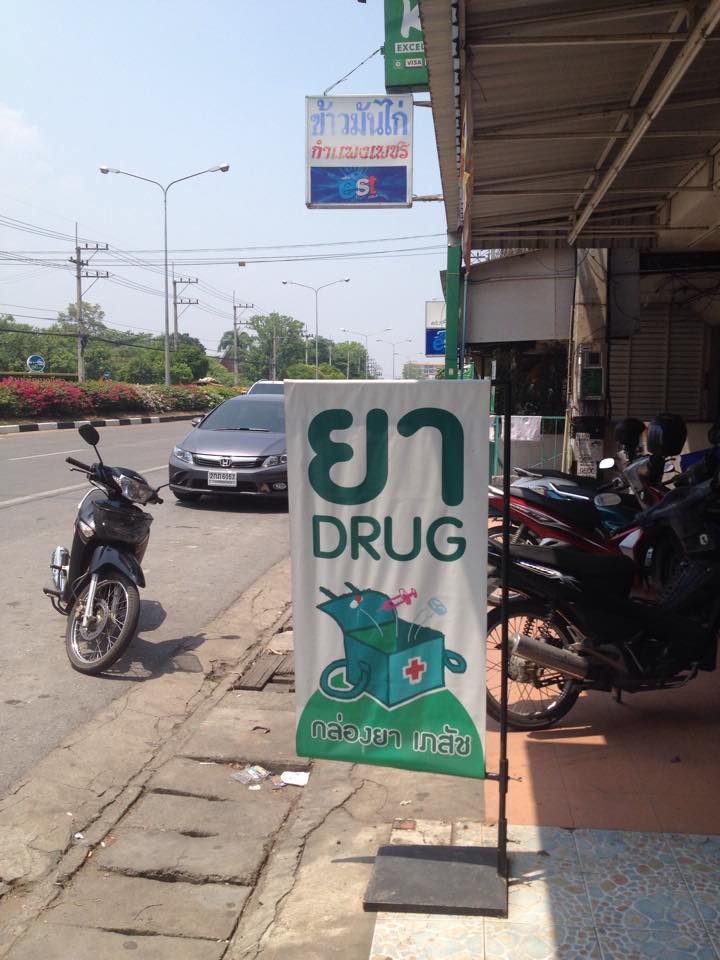 EXCEL
VISA
ข้าวมันไก่
กำแพงเพชร
est
ยา
DRUG
กล่องยา เภสัช